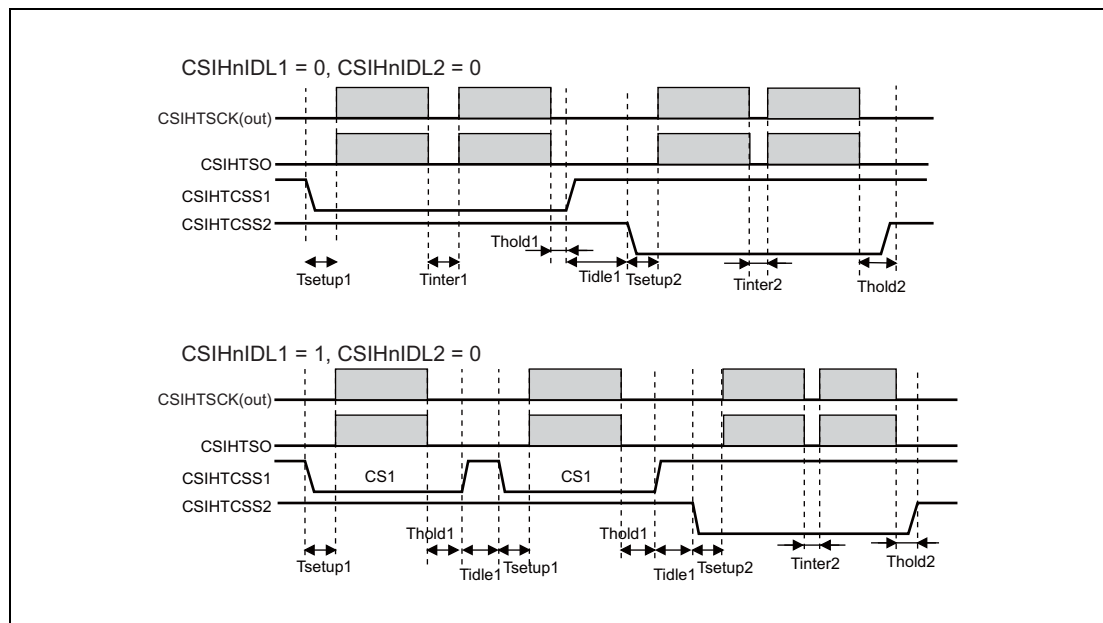 CSIHnIDL1 = 0, CSIHnIDL2 = 0
CSIHTSCK(out)
CSIHTSO
CSIHTCSS1
CSIHTCSS2
Thold1
Tsetup1
Tinter1
Tidle1
Tsetup2
Tinter2
Thold2
CSIHnIDL1 = 1, CSIHnIDL2 = 0
CSIHTSCK(out)
CSIHTSO
CSIHTCSS1
CS1
CS1
CSIHTCSS2
Thold1
Thold1
Tsetup1
Tidle1
Tsetup1
Tidle1
Tsetup2
Tinter2
Thold2